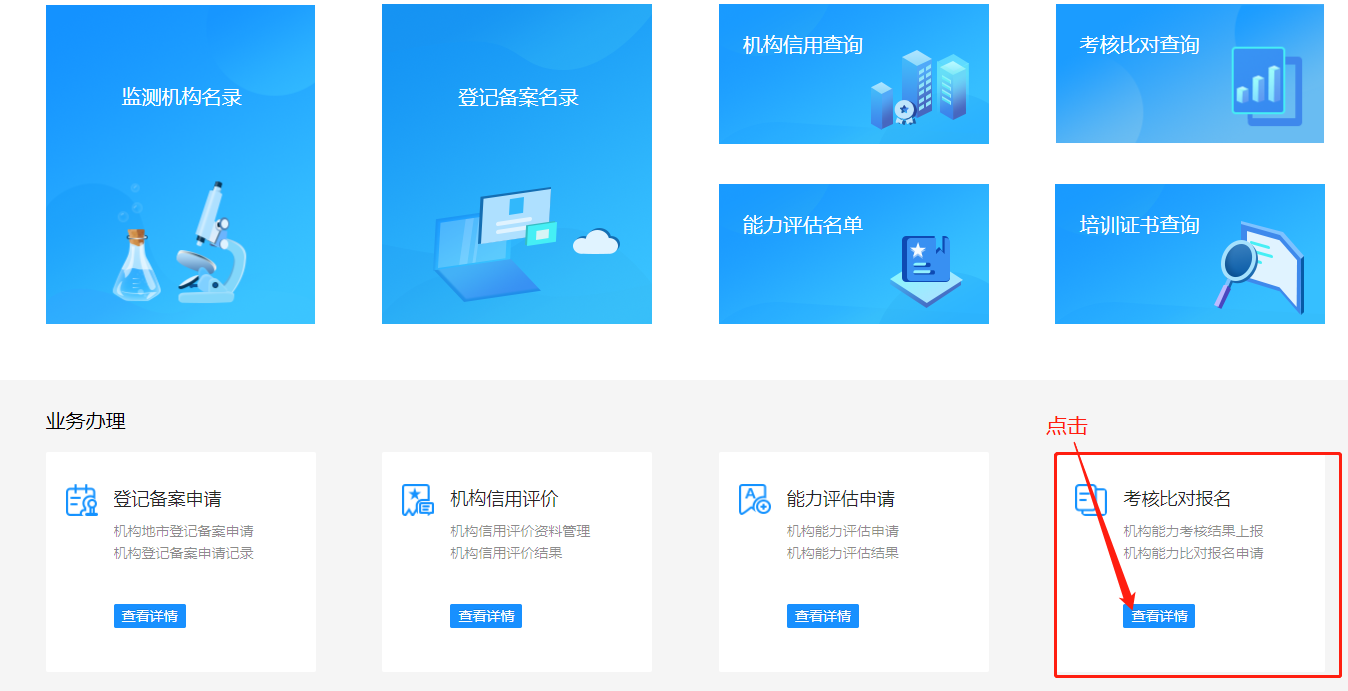 监测机构名录
登记备案名录
机构信用查询
考核比对查询
能力评估名单
培训证书查询
业务办理
点击
登记备案申请
机构地市登记备案申请
机构登记备案申请记录
查看详情
机构信用评价
机构信用评价资料管理
机构信用评价结果
查看详情
A
能力评估申请
机构能力评估申请
机构能力评估结果
查看详情
考核比对报名
机构能力考核结果上报
机构能力比对报名申请
查看详情